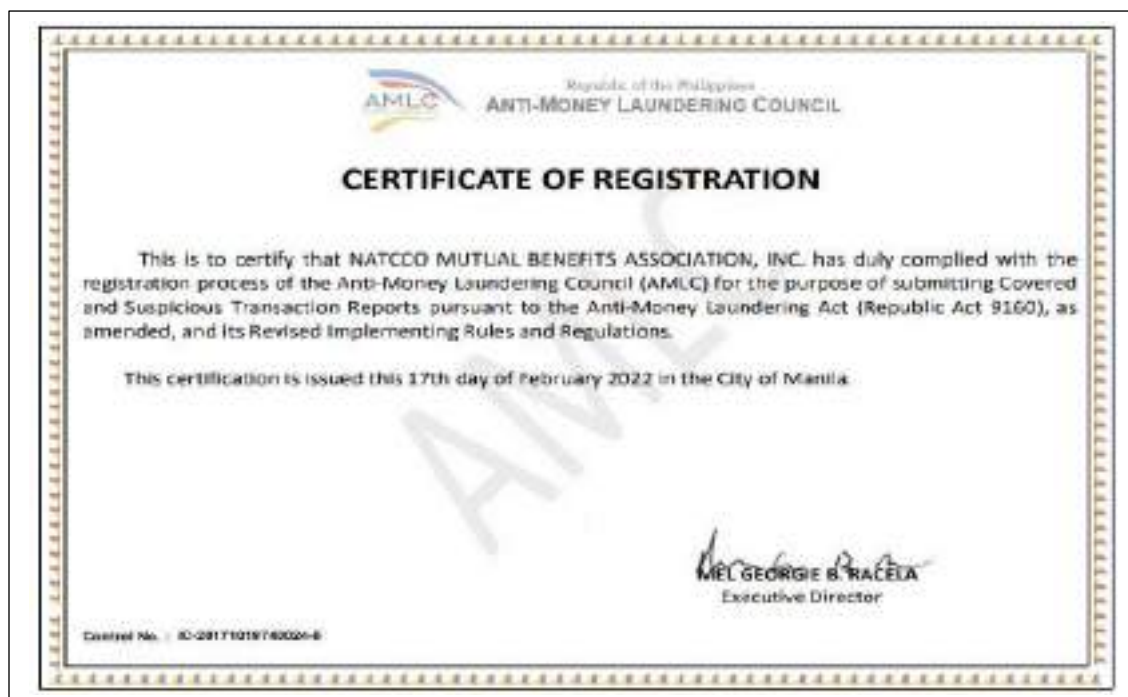 AMLC
Republic of the Philippines
ANTI-MONEY LAUNDERING COUNCIL
CERTIFICATE OF REGISTRATION
This is to certify that NATCCO MUTUAL BENEFITS ASSOCIATION, INC. has duly complied with the
registration process of the Anti-Money Laundering Council (AMLC) for the purpose of submitting Covered
and Suspicious Transaction Reports pursuant to the Anti-Money Laundering Act (Republic Act 9160), as
amended, and its Revised Implementing Rules and Regulations.
This certification is issued this 17th day of February 2022 in the City of Manila.
AMLC
MEL GEORGIE B. RACELA
Executive Director
Control No. :